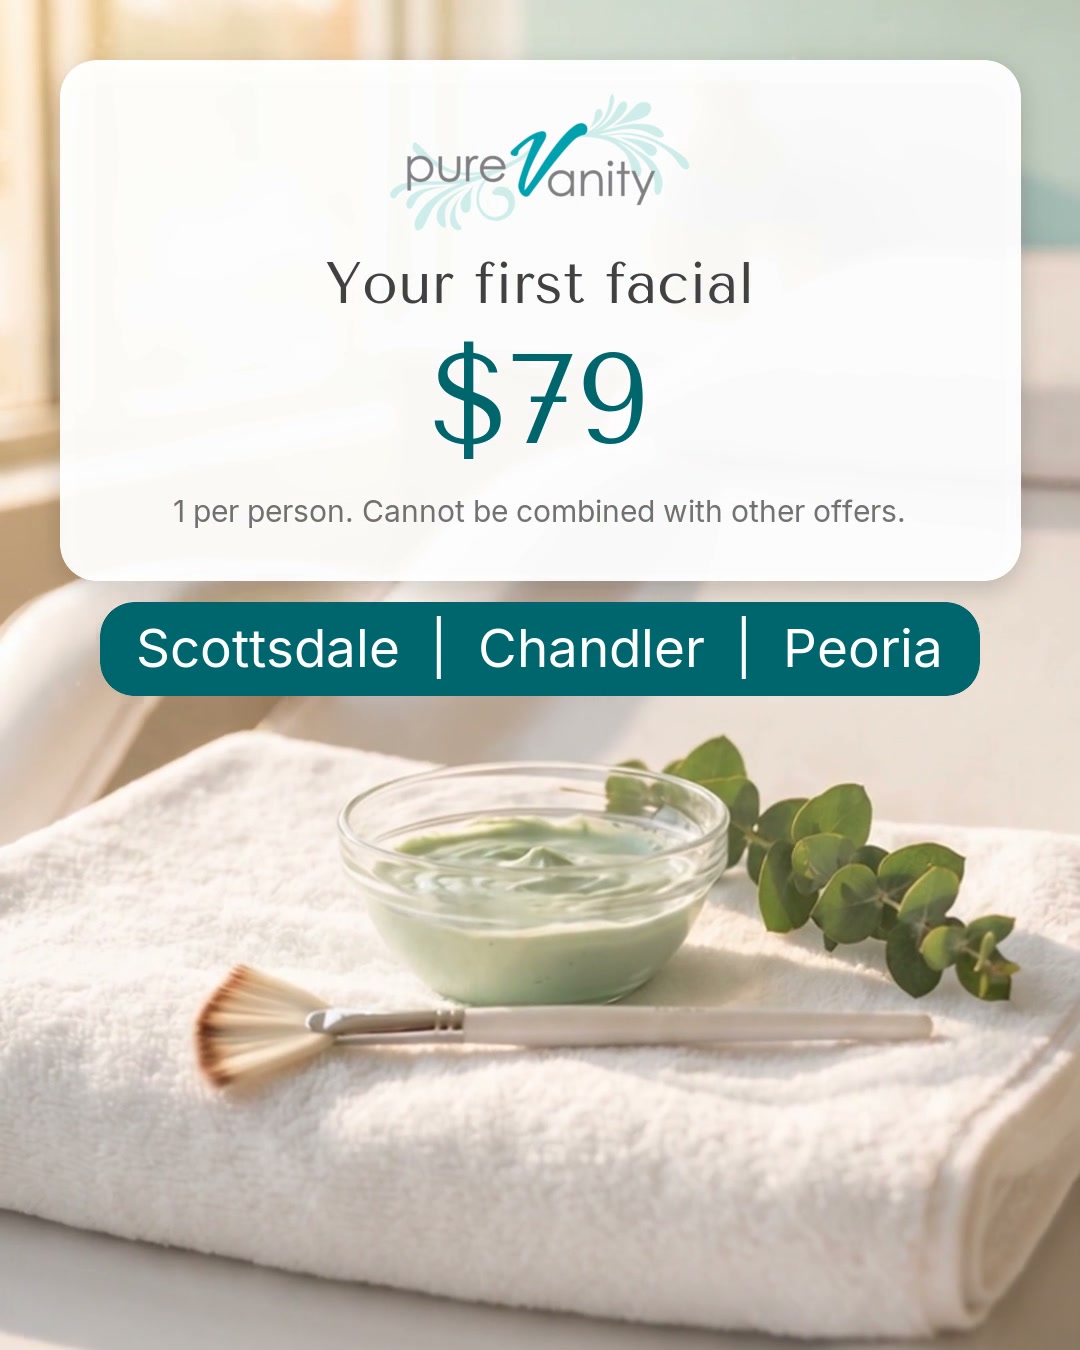 pure Vanity
Your first facial
$79
1 per person. Cannot be combined with other offers.
Scottsdale | Chandler | Peoria